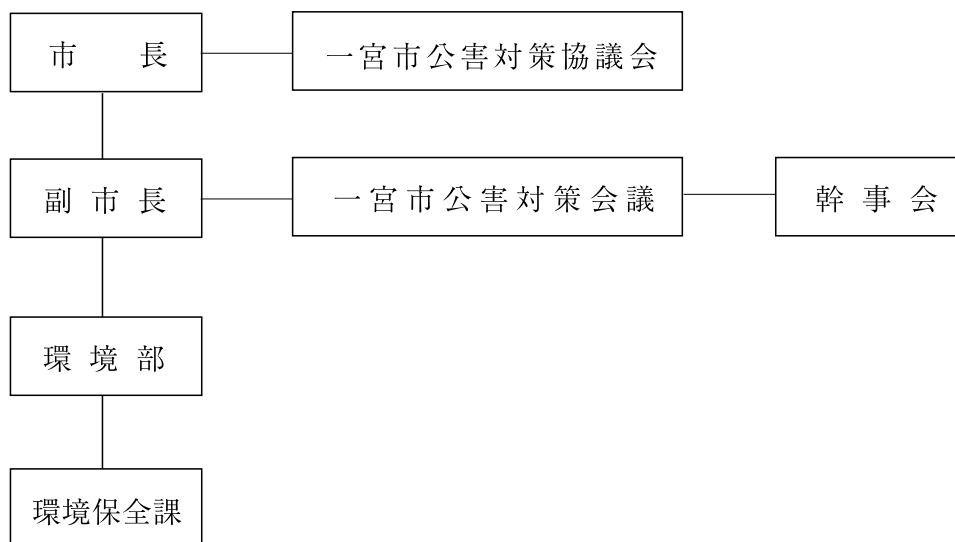 市長
一宮市公害対策協議会
副市長
一宮市公害対策会議
幹事会
環境部
環境保全課